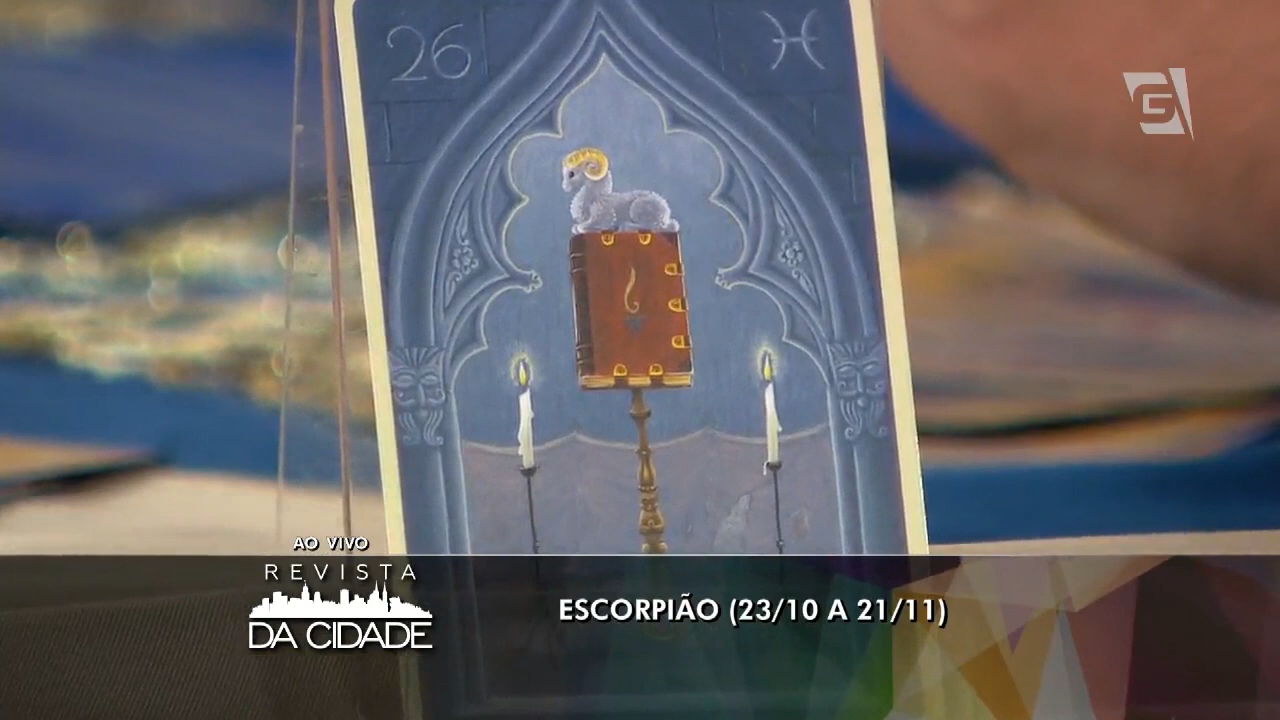 26
AO VIVO
REVISTA
DA CIDADE
ESCORPIÃO (23/10 A 21/11)